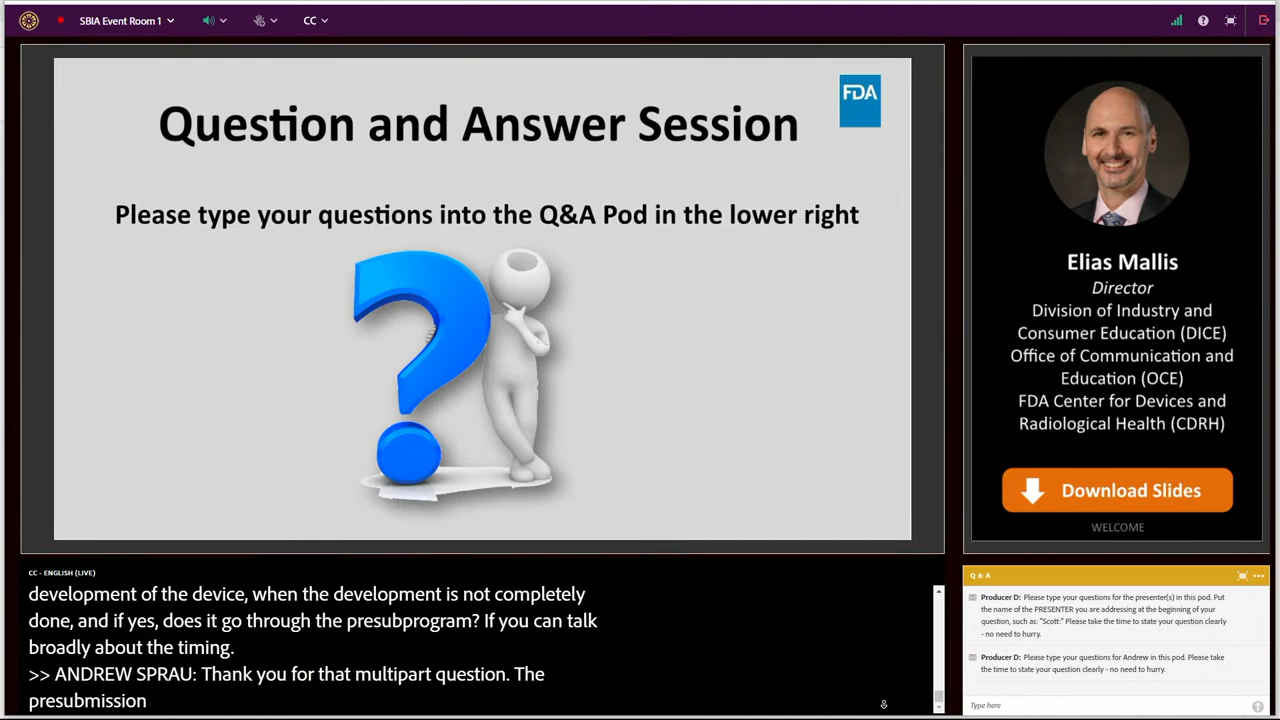 SBIA Event Room 1
CC
FDA
Question and Answer Session
Please type your questions into the Q&A Pod in the lower right
Elias Mallis
Director
Division of Industry and
Consumer Education (DICE)
Office of Communication and
Education (OCE)
FDA Center for Devices and
Radiological Health (CDRH)
Download Slides
WELCOME
CC - ENGLISH (LIVE)
development of the device, when the development is not completely
done, and if yes, does it go through the presubprogram? If you can talk
broadly about the timing.
>> ANDREW SPRAU: Thank you for that multipart question. The
presubmission
Q & A
Producer D: Please type your questions for the presenter(s) in this pod. Put
the name of the PRESENTER you are addressing at the beginning of your
question, such as: "Scott:" Please take the time to state your question clearly
- no need to hurry.
Producer D: Please type your questions for Andrew in this pod. Please take
the time to state your question clearly - no need to hurry.
Type here